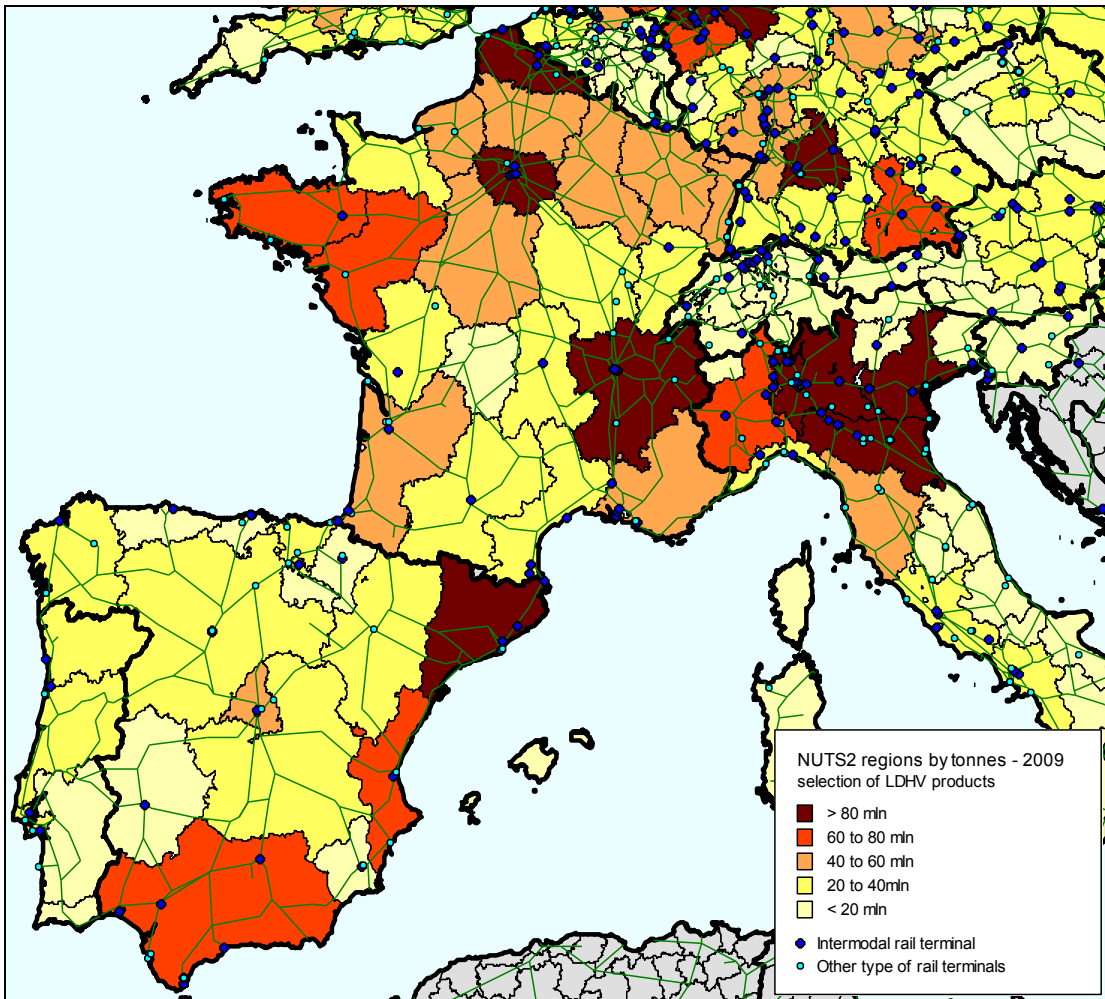 NUTS2 regions by tonnes - 2009
selection of LDHV products
> 80 mln
60 to 80 mln
40 to 60 mln
20 to 40mln
< 20 mln
Intermodal rail terminal
Other type of rail terminals